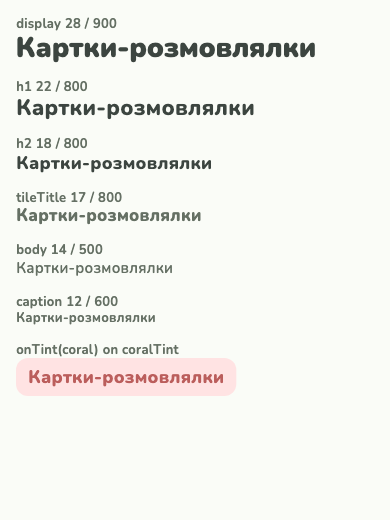 display 28 / 900
Картки-розмовлялки
h1 22 / 800
Картки-розмовлялки
h2 18 / 800
Картки-розмовлялки
tileTitle 17 / 800
Картки-розмовлялки
body 14 / 500
Картки-розмовлялки
caption 12 / 600
Картки-розмовлялки
onTint(coral) on coralTint
Картки-розмовлялки